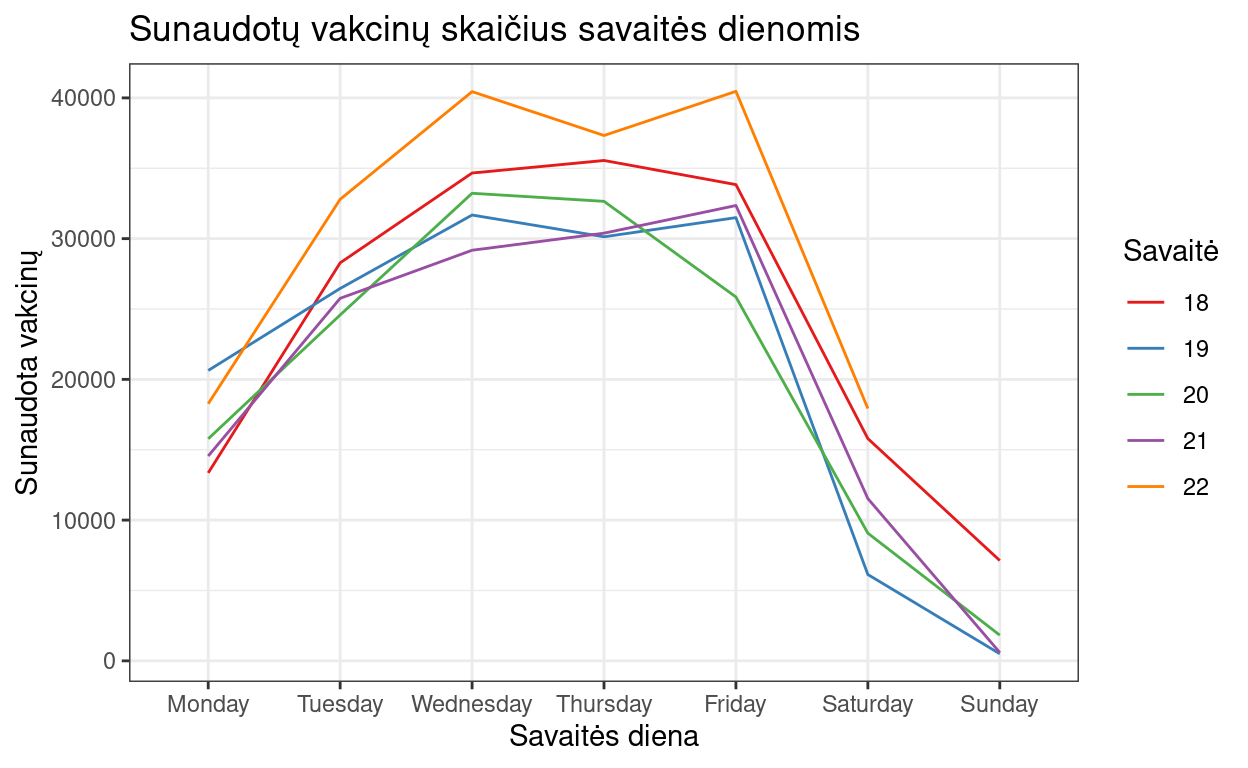 Sunaudotų vakcinų skaičius savaitės dienomis
40000
30000
20000
10000
0
Sunaudota vakcinų
Monday Tuesday Wednesday Thursday Friday Saturday Sunday
Savaitės diena
Savaitė
18
19
20
21
22